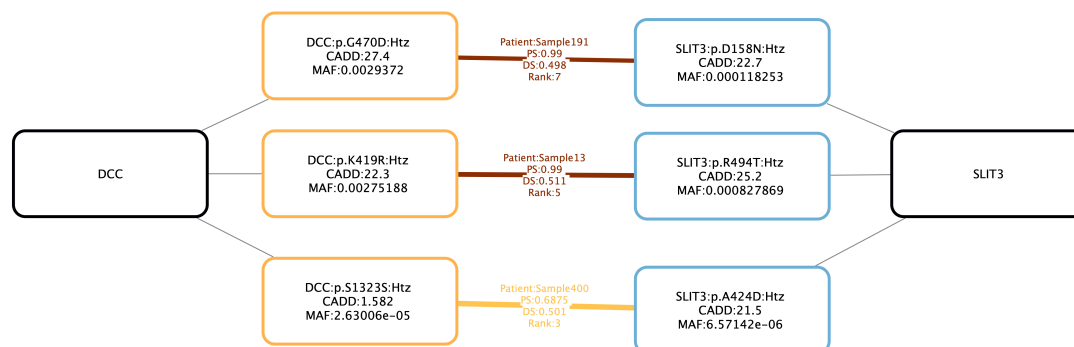 DCC
DCC:p.G470D:Htz
CADD:27.4
MAF:0.0029372
Patient:Sample191
PS:0.99
DS:0.498
Rank:7
SLIT3:p.D158N:Htz
CADD:22.7
MAF:0.000118253
DCC:p.K419R:Htz
CADD:22.3
MAF:0.00275188
Patient:Sample13
PS:0.99
DS:0.511
Rank:5
SLIT3:p.R494T:Htz
CADD:25.2
MAF:0.000827869
DCC:p.S1323S:Htz
CADD:1.582
MAF:2.63006e-05
Patient:Sample400
PS:0.6875
DS:0.501
Rank:3
SLIT3:p.A424D:Htz
CADD:21.5
MAF:6.57142e-06
SLIT3